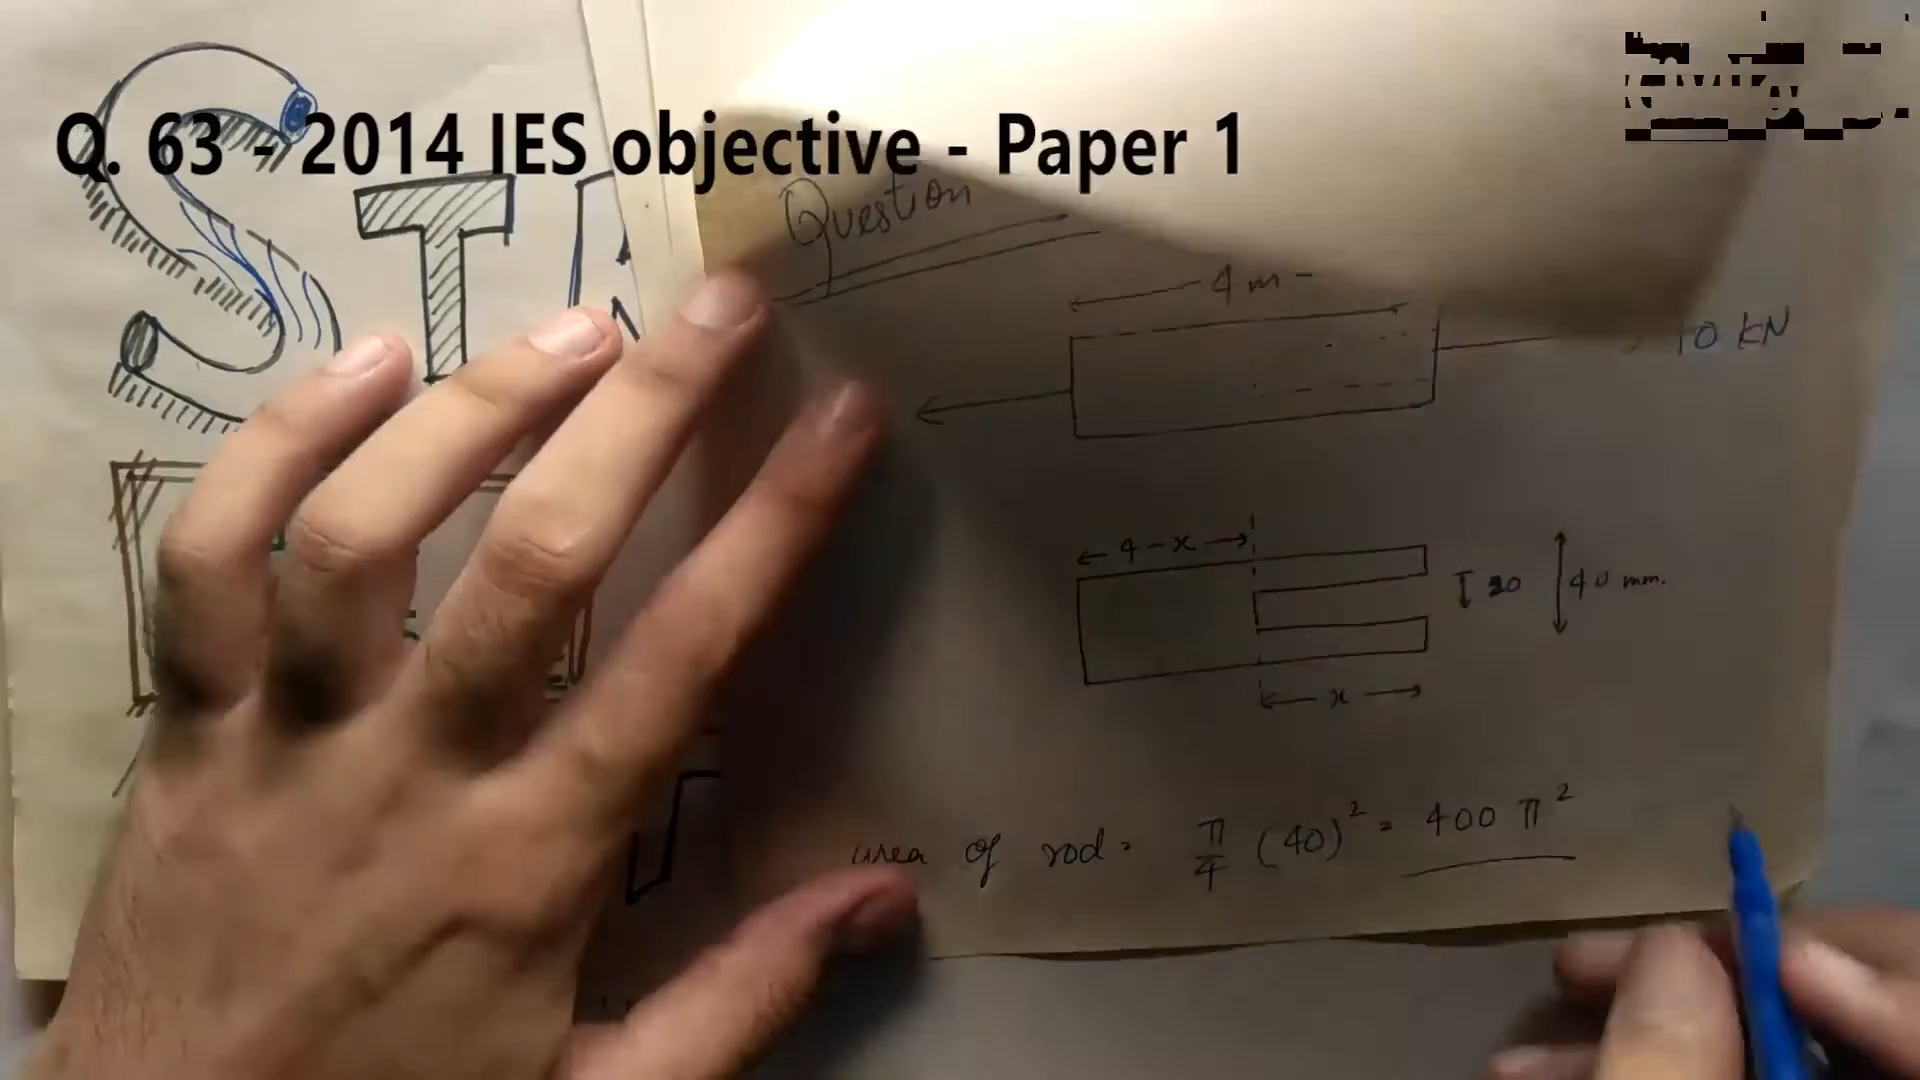 Q. 63 - 2014 IES objective - Paper 1
ST
Question
4 m
10 kN
4 - x
20
40 mm.
x
area of rod = π/4 (40)² = 400 π²